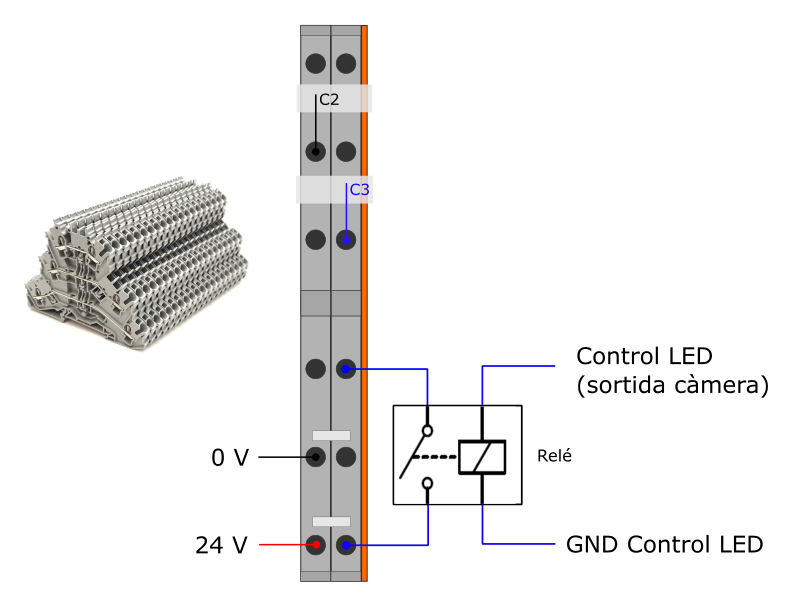 C2
C3
Control LED
(sortida càmera)
0 V
Relé
24 V
GND Control LED